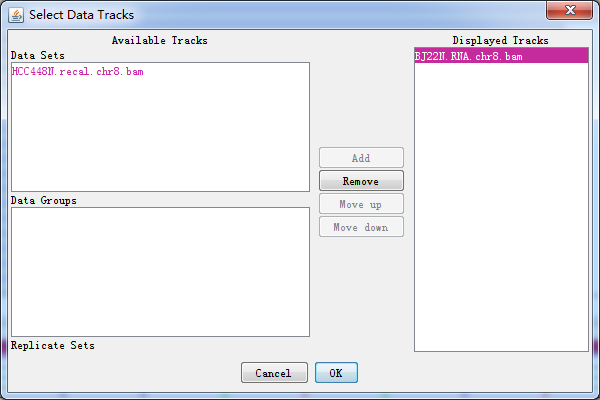 Select Data Tracks
Available Tracks
Displayed Tracks
Data Sets
HCC448N.recal.chr8.bam
BJ22N.RNA.chr8.bam
Add
Remove
Move up
Move down
Data Groups
Replicate Sets
Cancel
OK